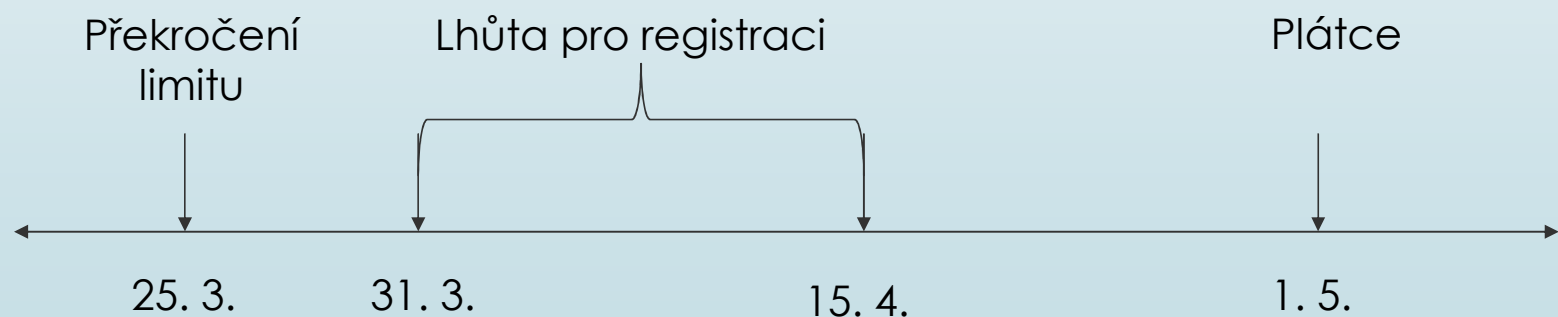 Překročení
limitu
Lhůta pro registraci
Plátce
25. 3.
31. 3.
15. 4.
1. 5.